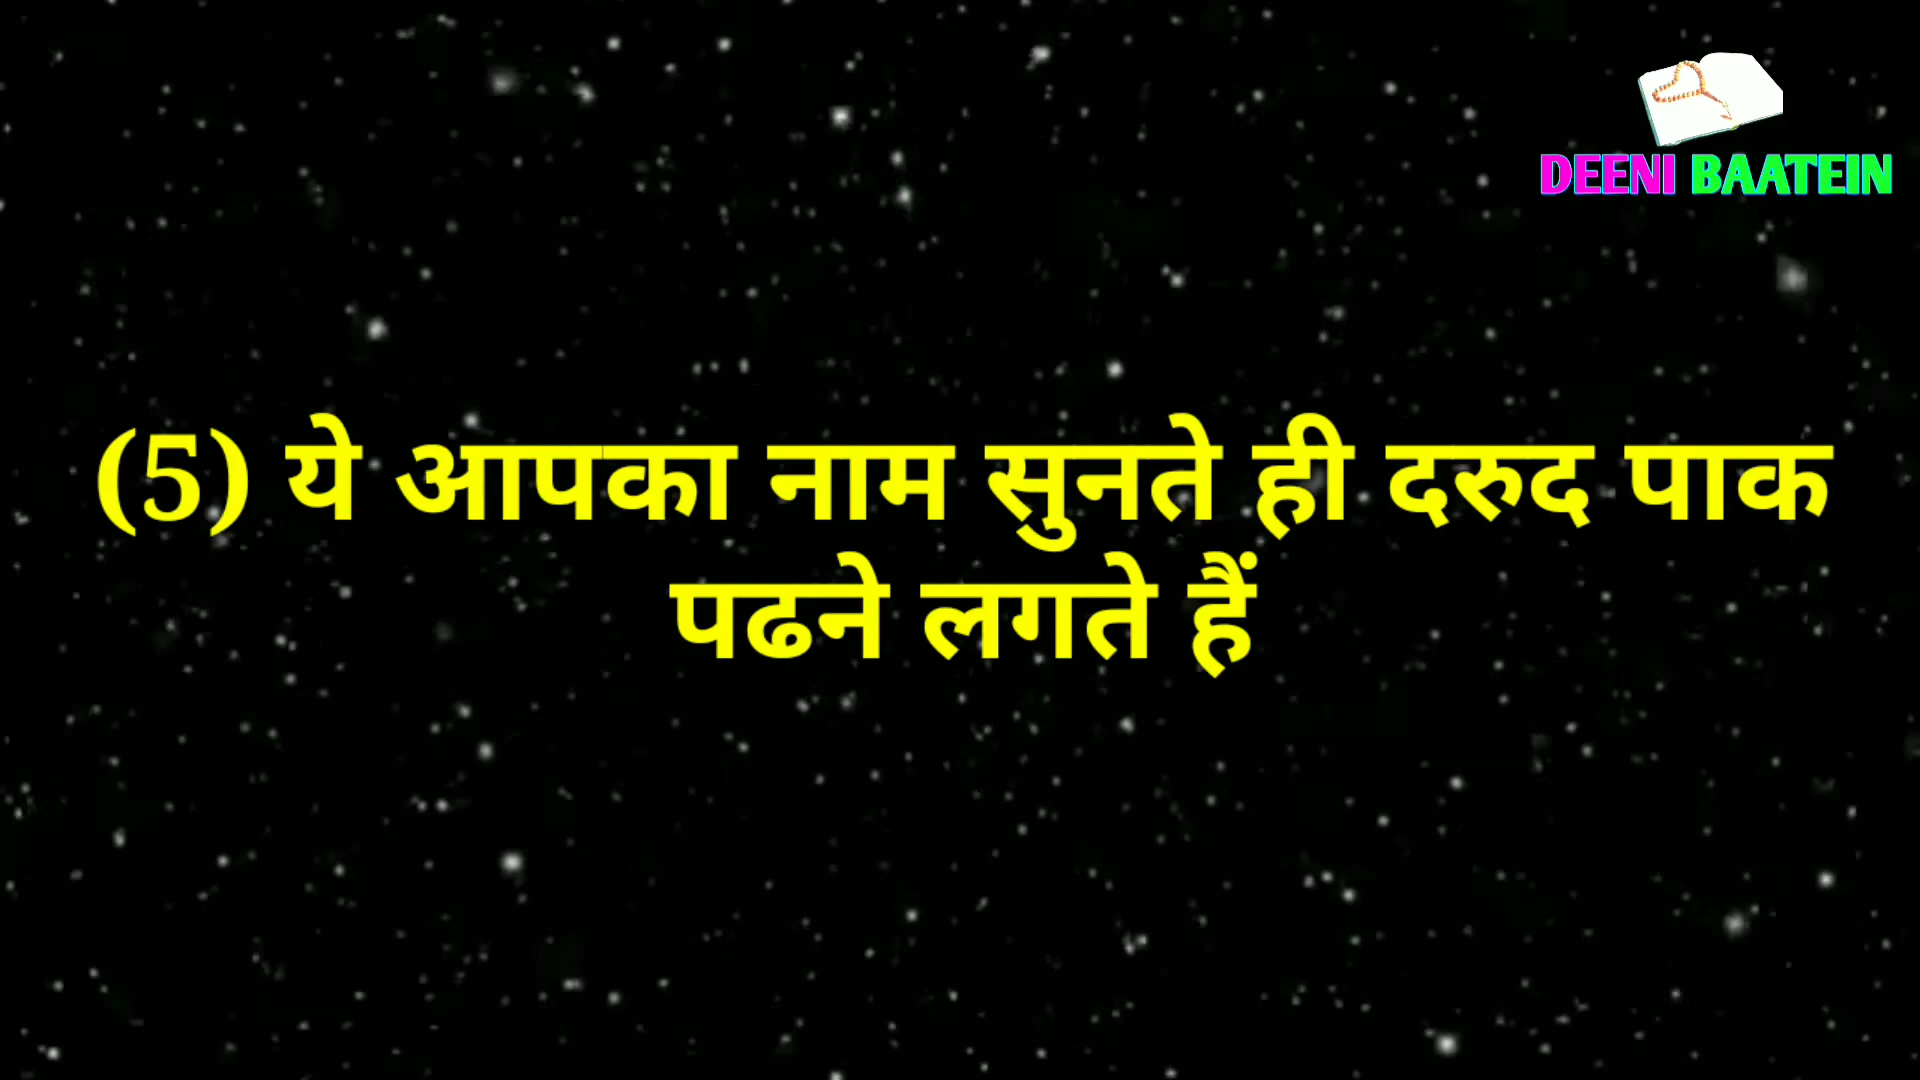 DEENI BAATEIN
(5) ये आपका नाम सुनते ही दरुद पाक
पढने लगते हैं